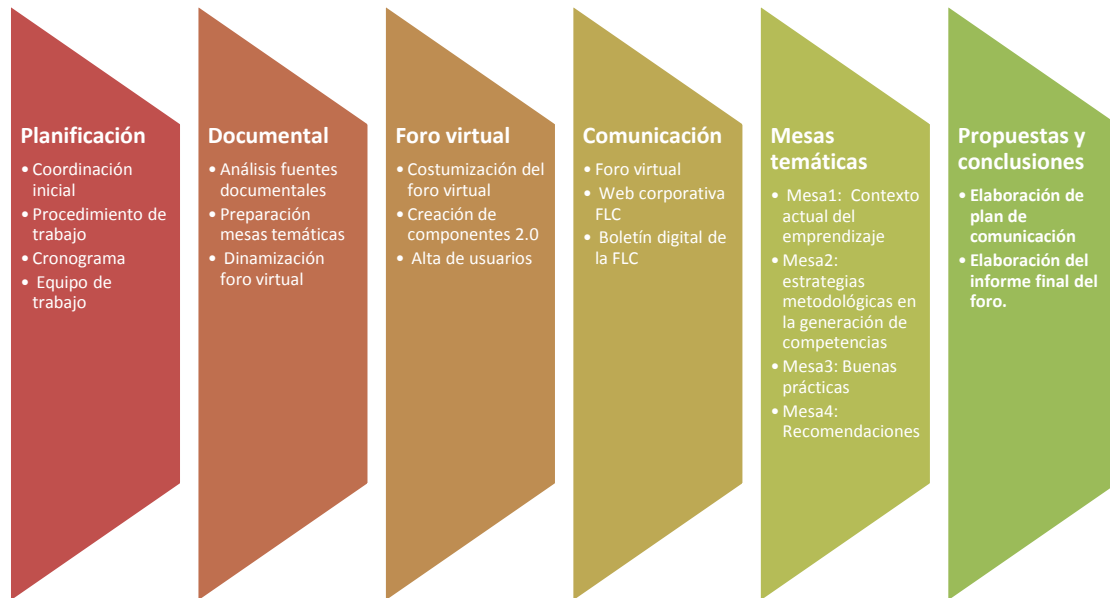 Planificación
• Coordinación
inicial
• Procedimiento de
trabajo
• Cronograma
• Equipo de
trabajo
Documental
• Análisis fuentes
documentales
• Preparación
mesas temáticas
• Dinamización
foro virtual
Foro virtual
• Costumización del
foro virtual
• Creación de
componentes 2.0
• Alta de usuarios
Comunicación
• Foro virtual
• Web corporativa
FLC
• Boletín digital de
la FLC
Mesas
temáticas
• Mesa1: Contexto
actual del
emprendizaje
• Mesa2:
estrategias
metodológicas en
la generación de
competencias
• Mesa3: Buenas
prácticas
• Mesa4:
Recomendaciones
Propuestas y
conclusiones
• Elaboración de
plan de
comunicación
• Elaboración del
informe final del
foro.